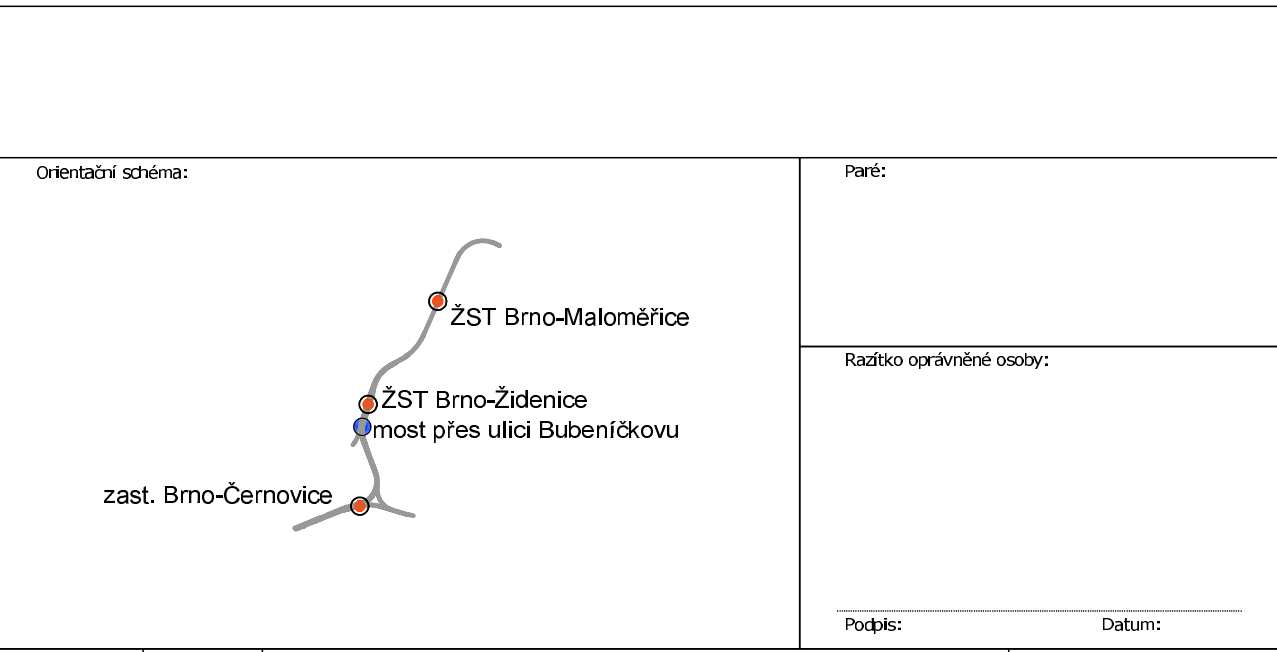 Orientační schéma:
Paré:
ŽST Brno-Maloměřice
Razítko oprávněné osoby:
ŽST Brno-Židenice
most přes ulici Bubeníčkovu
zast. Brno-Černovice
Podpis:
Datum: